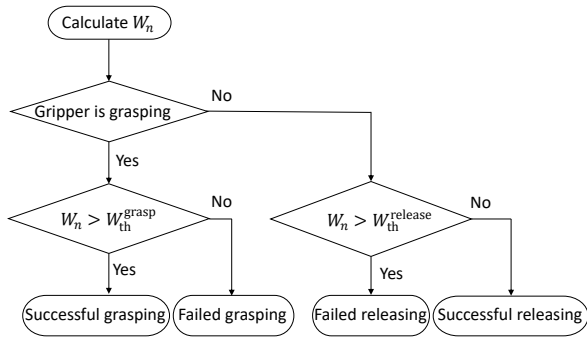 Calculate W_n
Gripper is grasping
No
Yes
W_n > W_th^grasp
No
W_n > W_th^release
No
Yes
Yes
Successful grasping
Failed grasping
Failed releasing
Successful releasing